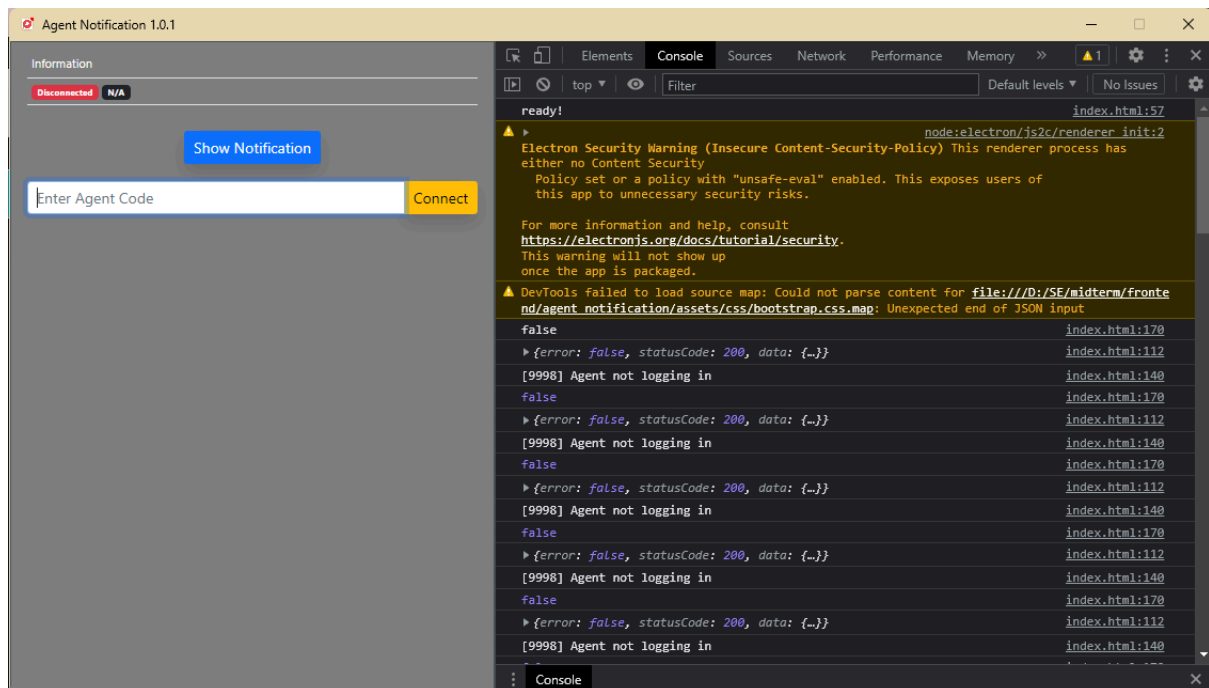 Agent Notification 1.0.1
Information
Disconnected N/A
Show Notification
Enter Agent Code Connect
Elements Console Sources Network Performance Memory 1
top Filter Default levels No Issues
ready! index.html:57
node:electron/js2c/renderer_init:2
Electron Security Warning (Insecure Content-Security-Policy) This renderer process has
either no Content Security
Policy set or a policy with "unsafe-eval" enabled. This exposes users of
this app to unnecessary security risks.
For more information and help, consult
https://electronjs.org/docs/tutorial/security.
This warning will not show up
once the app is packaged.
DevTools failed to load source map: Could not parse content for file:///D:/SE/midterm/fronte
nd/agent_notification/assets/css/bootstrap.css.map: Unexpected end of JSON input
false index.html:170
{error: false, statusCode: 200, data: {…}} index.html:112
[9998] Agent not logging in index.html:140
false index.html:170
{error: false, statusCode: 200, data: {…}} index.html:112
[9998] Agent not logging in index.html:140
false index.html:170
{error: false, statusCode: 200, data: {…}} index.html:112
[9998] Agent not logging in index.html:140
false index.html:170
{error: false, statusCode: 200, data: {…}} index.html:112
[9998] Agent not logging in index.html:140
false index.html:170
{error: false, statusCode: 200, data: {…}} index.html:112
[9998] Agent not logging in index.html:140
Console